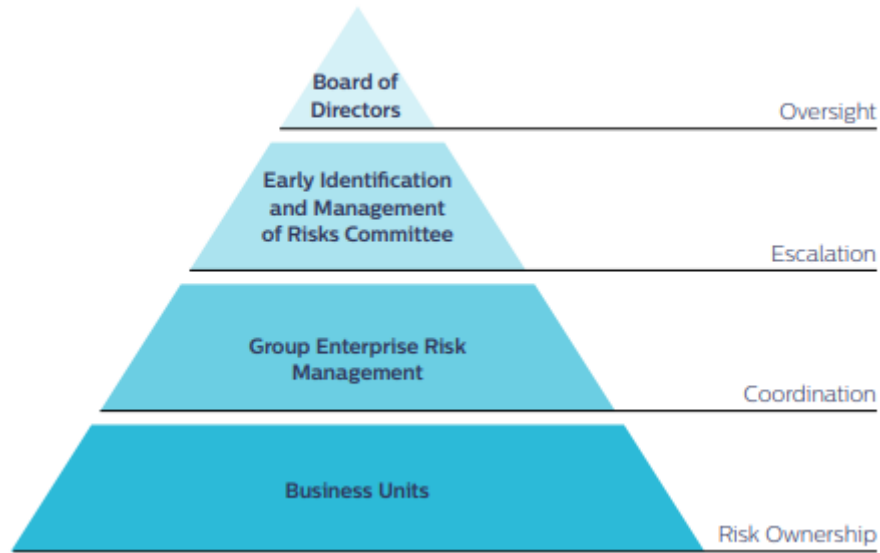 Board of
Directors
Oversight
Early Identification
and Management
of Risks Committee
Escalation
Group Enterprise Risk
Management
Coordination
Business Units
Risk Ownership